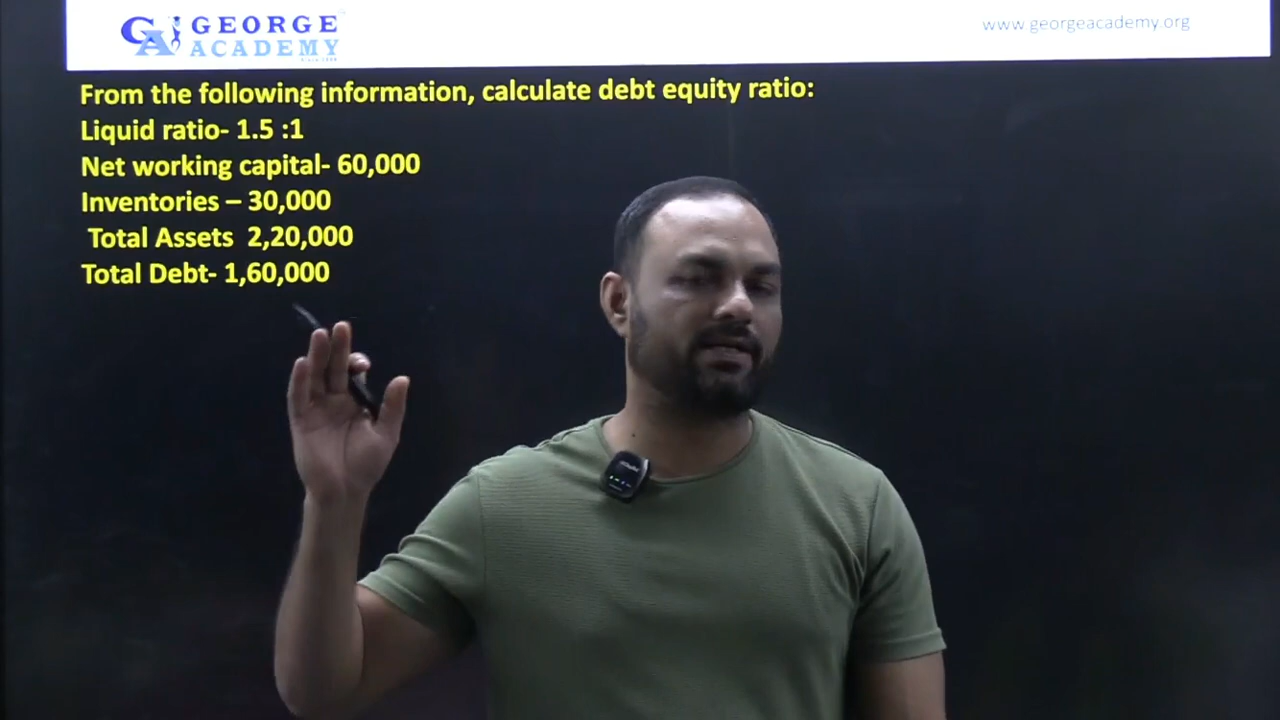 GEORGE
ACADEMY
www.georgeacademy.org
From the following information, calculate debt equity ratio:
Liquid ratio- 1.5 :1
Net working capital- 60,000
Inventories – 30,000
Total Assets 2,20,000
Total Debt- 1,60,000